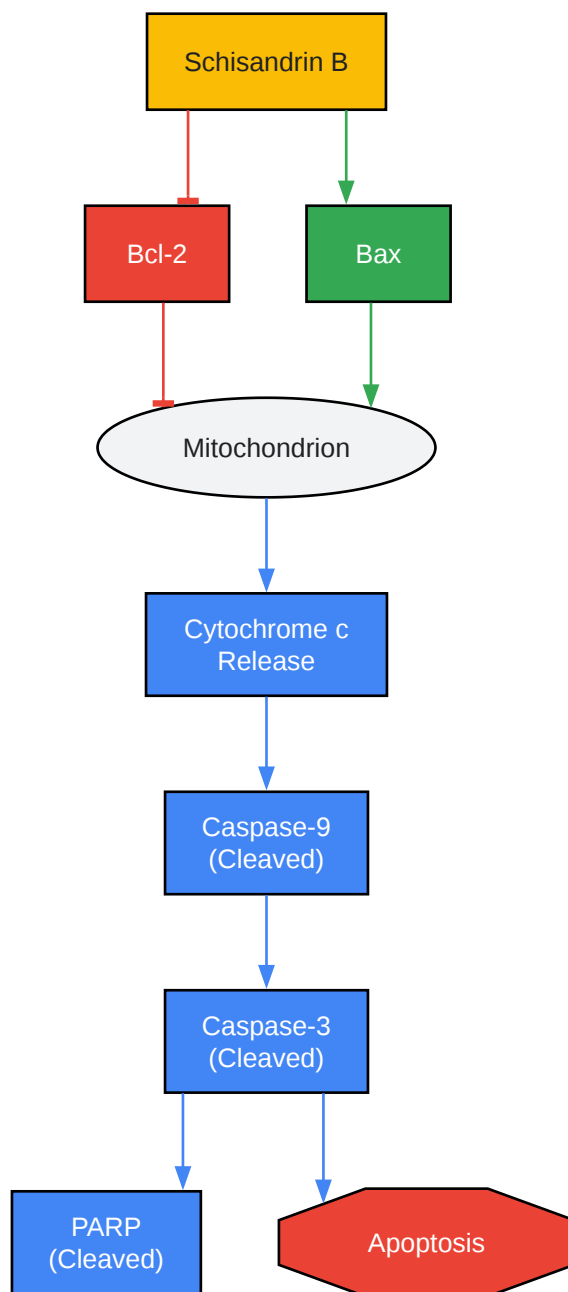 Schisandrin B
Bcl-2
Bax
Mitochondrion
Cytochrome c
Release
Caspase-9
(Cleaved)
Caspase-3
(Cleaved)
PARP
(Cleaved)
Apoptosis